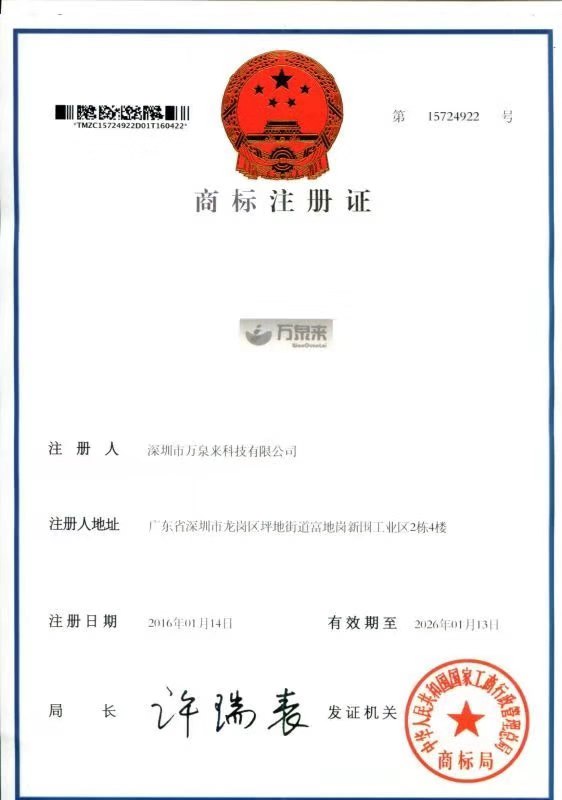 *TMZC15724922D01T160422*
第 15724922 号
商标注册证
万泉来
注册人 深圳市万泉来科技有限公司
注册人地址 广东省深圳市龙岗区坪地街道富地岗新围工业区2栋4楼
注册日期 2016年01月14日 有效期至 2026年01月13日
局长 许瑞表 发证机关
中华人民共和国国家工商行政管理总局
商标局